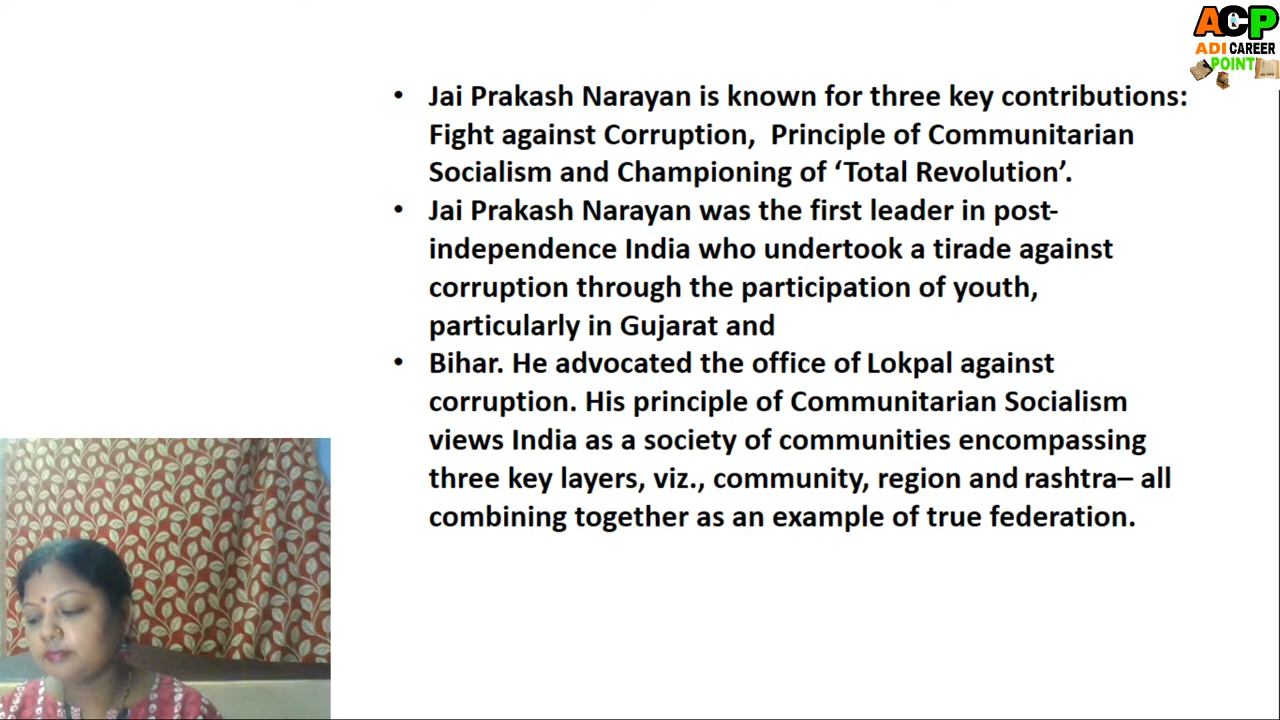 ACP
ADI CAREER
POINT
• Jai Prakash Narayan is known for three key contributions:
Fight against Corruption, Principle of Communitarian
Socialism and Championing of ‘Total Revolution’.
• Jai Prakash Narayan was the first leader in post-
independence India who undertook a tirade against
corruption through the participation of youth,
particularly in Gujarat and
• Bihar. He advocated the office of Lokpal against
corruption. His principle of Communitarian Socialism
views India as a society of communities encompassing
three key layers, viz., community, region and rashtra– all
combining together as an example of true federation.